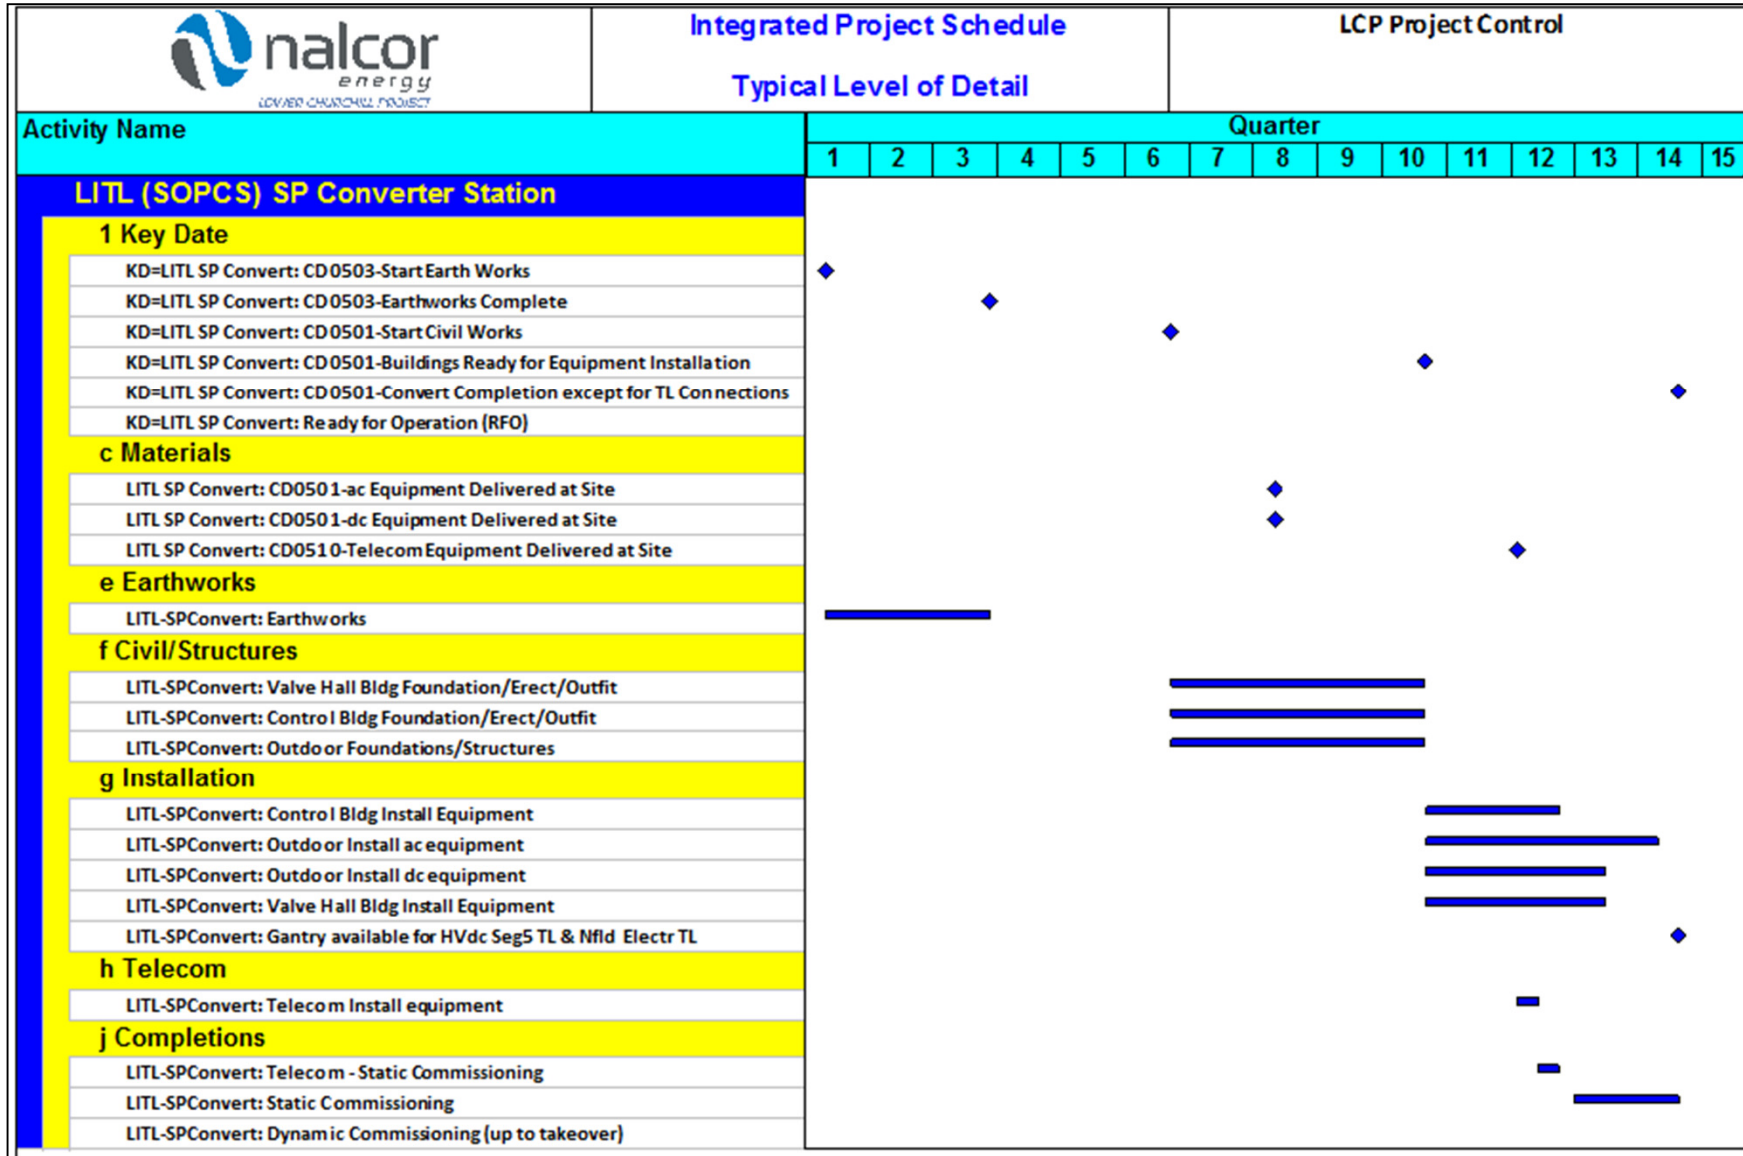 nalcor
energy
LOWER CHURCHILL PROJECT
Integrated Project Schedule
Typical Level of Detail
LCP Project Control
Activity Name
Quarter
1 2 3 4 5 6 7 8 9 10 11 12 13 14 15
LITL (SOPCS) SP Converter Station
1 Key Date
KD=LITL SP Convert: CD0503-Start Earth Works
KD=LITL SP Convert: CD0503-Earthworks Complete
KD=LITL SP Convert: CD0501-Start Civil Works
KD=LITL SP Convert: CD0501-Buildings Ready for Equipment Installation
KD=LITL SP Convert: CD0501-Convert Completion except for TL Connections
KD=LITL SP Convert: Ready for Operation (RFO)
c Materials
LITL SP Convert: CD0501-ac Equipment Delivered at Site
LITL SP Convert: CD0501-dc Equipment Delivered at Site
LITL SP Convert: CD0510-Telecom Equipment Delivered at Site
e Earthworks
LITL-SPConvert: Earthworks
f Civil/Structures
LITL-SPConvert: Valve Hall Bldg Foundation/Erect/Outfit
LITL-SPConvert: Control Bldg Foundation/Erect/Outfit
LITL-SPConvert: Outdoor Foundations/Structures
g Installation
LITL-SPConvert: Control Bldg Install Equipment
LITL-SPConvert: Outdoor Install ac equipment
LITL-SPConvert: Outdoor Install dc equipment
LITL-SPConvert: Valve Hall Bldg Install Equipment
LITL-SPConvert: Gantry available for HVdc Seg5 TL & Nfld Electr TL
h Telecom
LITL-SPConvert: Telecom Install equipment
j Completions
LITL-SPConvert: Telecom - Static Commissioning
LITL-SPConvert: Static Commissioning
LITL-SPConvert: Dynamic Commissioning (up to takeover)